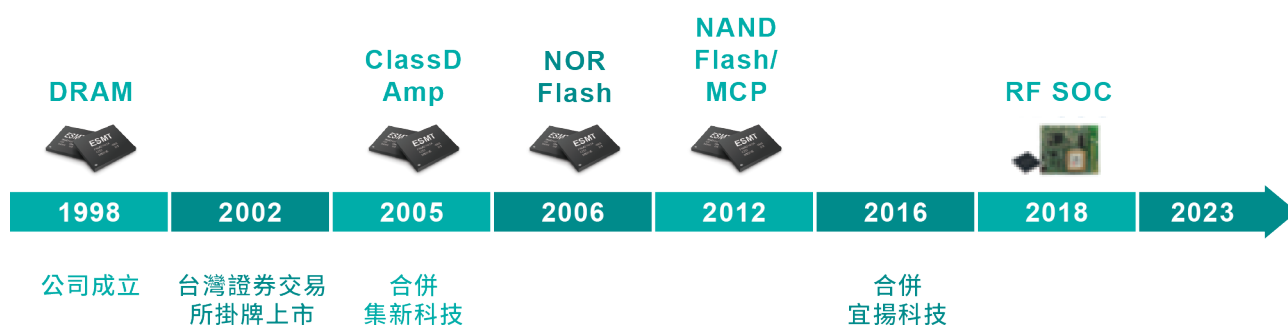 DRAM
ClassD
Amp
NOR
Flash
NAND
Flash/
MCP
RF SOC
ESMT
ESMT
ESMT
ESMT
1998
2002
2005
2006
2012
2016
2018
2023
公司成立
台灣證券交易
所掛牌上市
合併
集新科技
合併
宜揚科技